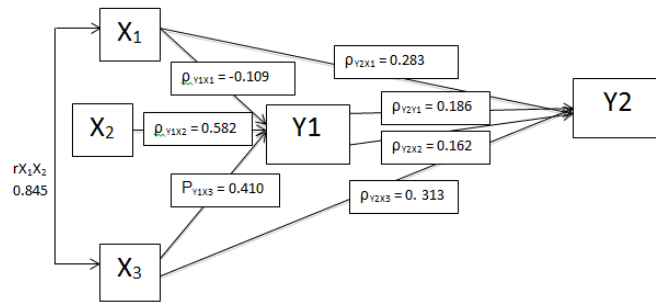 X1
ρY2X1 = 0.283
ρY1X1 = -0.109
X2
ρY1X2 = 0.582
Y1
ρY2Y1 = 0.186
Y2
ρY2X2 = 0.162
rX1X2
0.845
PY1X3 = 0.410
ρY2X3 = 0. 313
X3